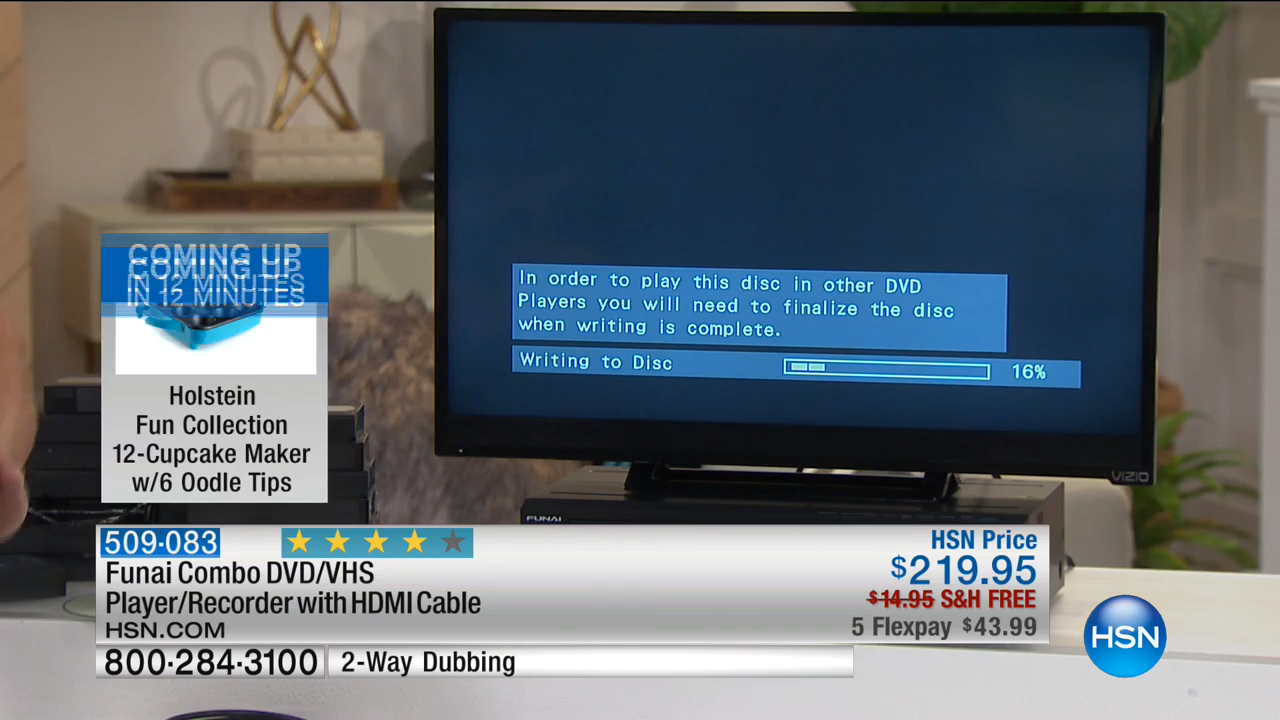 In order to play this disc in other DVD
Players you will need to finalize the disc
when writing is complete.
Writing to Disc 16%
VIZIO
FUNAI
COMING UP
IN 12 MINUTES
Holstein
Fun Collection
12-Cupcake Maker
w/6 Oodle Tips
509-083
Funai Combo DVD/VHS
Player/Recorder with HDMI Cable
HSN.COM
HSN Price
$219.95
$14.95 S&H FREE
5 Flexpay $43.99
800·284·3100 2-Way Dubbing
HSN